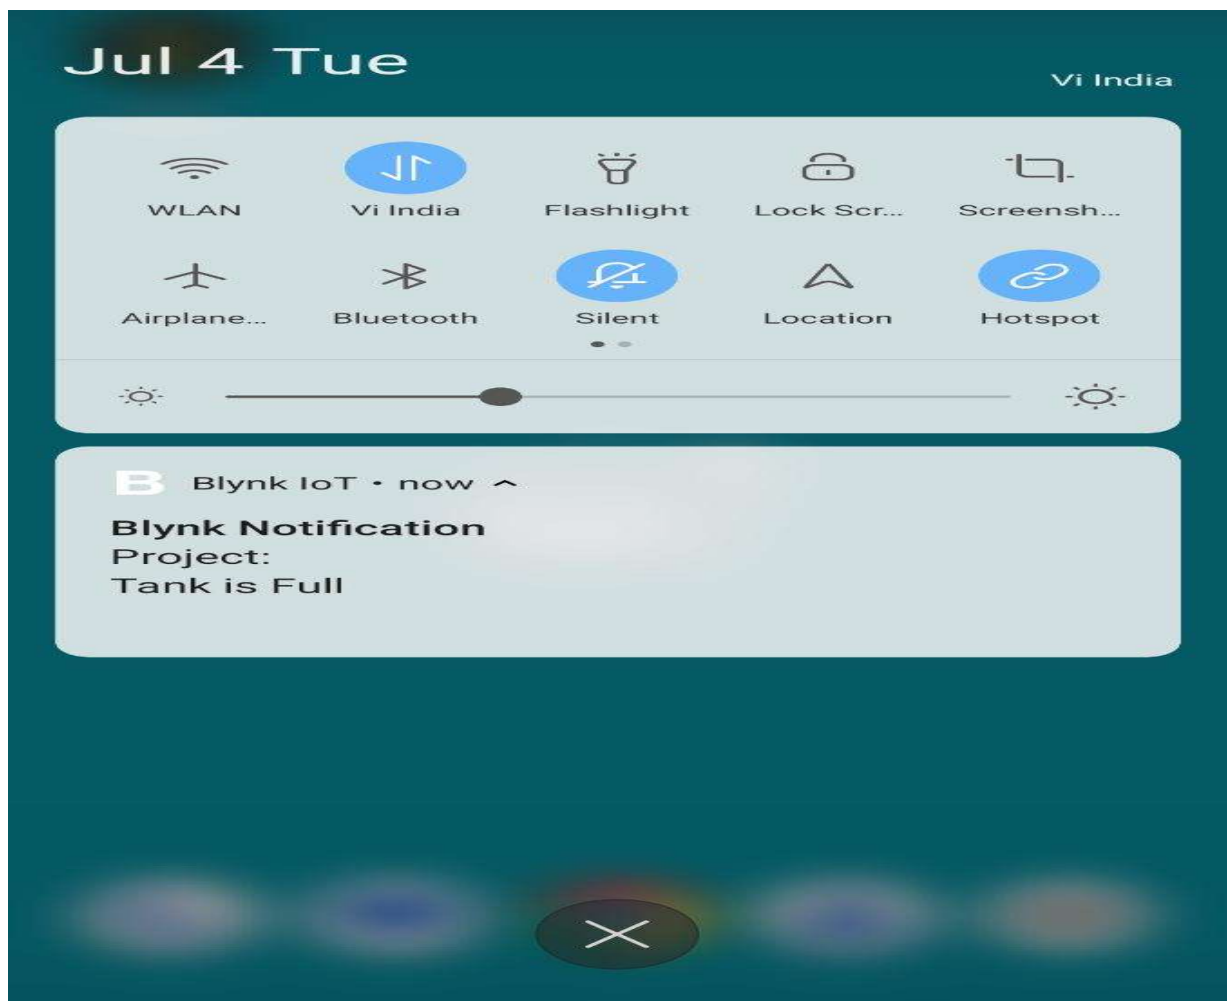 Jul 4 Tue
Vi India
WLAN Vi India Flashlight Lock Scr... Screensh...
Airplane... Bluetooth Silent Location Hotspot
B Blynk IoT • now
Blynk Notification
Project:
Tank is Full